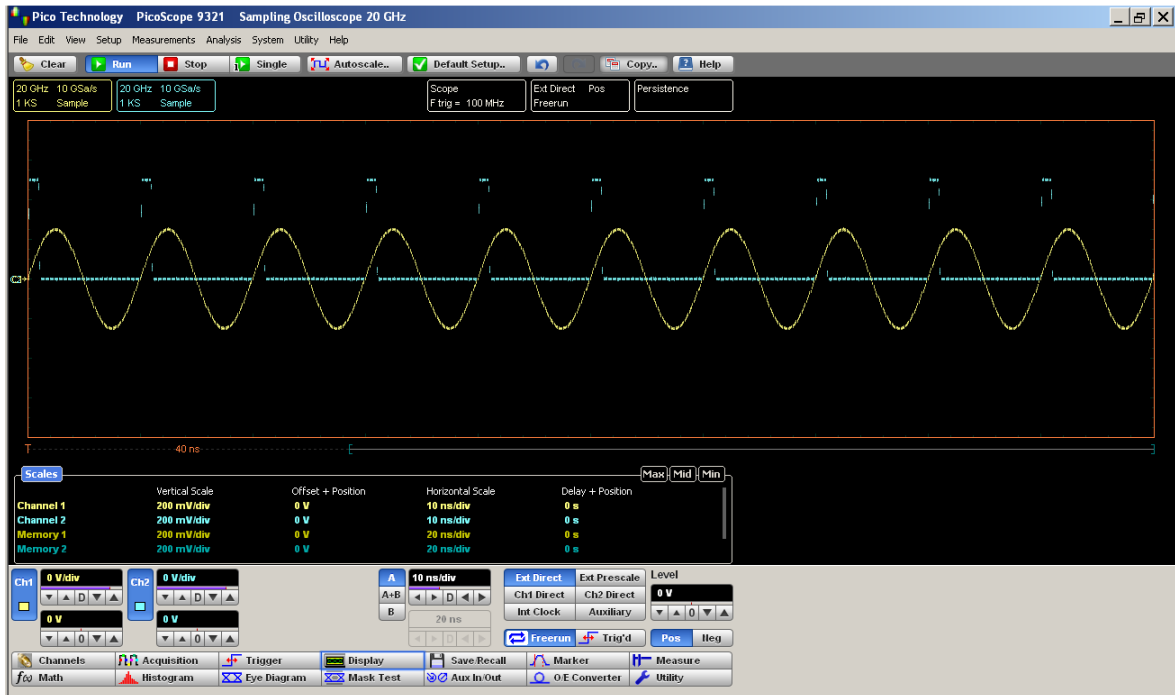 Pico Technology PicoScope 9321 Sampling Oscilloscope 20 GHz
File Edit View Setup Measurements Analysis System Utility Help
Clear Run Stop Single Autoscale.. Default Setup.. Copy.. Help
20 GHz 10 GSa/s 20 GHz 10 GSa/s Scope Ext Direct Pos Persistence
1 KS Sample 1 KS Sample F trig = 100 MHz Freerun
T 40 ns
Scales Max Mid Min
Vertical Scale Offset + Position Horizontal Scale Delay + Position
Channel 1 200 mV/div 0 V 10 ns/div 0 s
Channel 2 200 mV/div 0 V 10 ns/div 0 s
Memory 1 200 mV/div 0 V 20 ns/div 0 s
Memory 2 200 mV/div 0 V 20 ns/div 0 s
Ch1 0 V/div Ch2 0 V/div A 10 ns/div Ext Direct Ext Prescale Level
D D A+B D Ch1 Direct Ch2 Direct 0 V
0 V 0 V B 20 ns Int Clock Auxiliary 0
0 0 D Freerun Trig'd Pos Neg
Channels Acquisition Trigger Display Save/Recall Marker Measure
f(x) Math Histogram Eye Diagram Mask Test Aux In/Out O/E Converter Utility